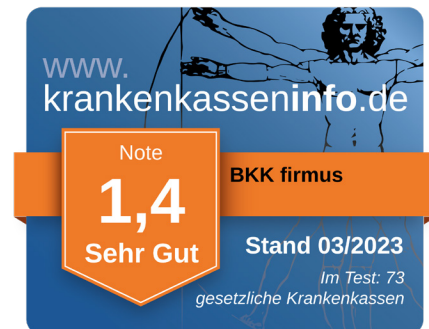 www.
krankenkasseninfo.de
Note
1,4
Sehr Gut
BKK firmus
Stand 03/2023
Im Test: 73
gesetzliche Krankenkassen